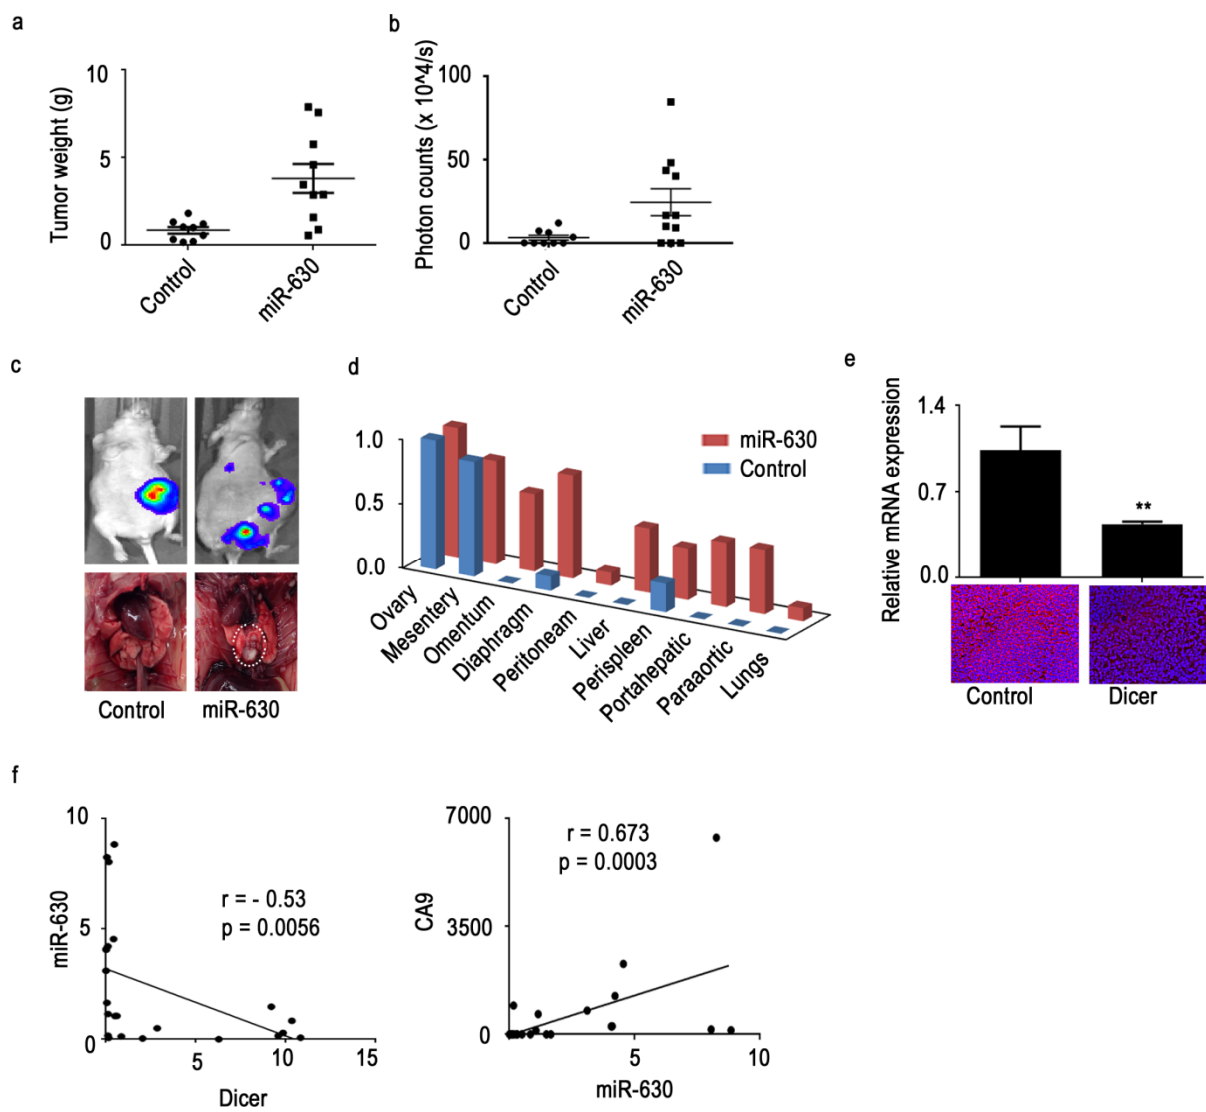 a
Tumor weight (g)
10
5
0
Control
miR-630
b
Photon counts (x 10^4/s)
100
50
0
Control
miR-630
c
Control
miR-630
d
1.0
0.5
0.0
miR-630
Control
Ovary
Mesentery
Omentum
Diaphragm
Peritoneam
Liver
Perispleen
Portahepatic
Paraaortic
Lungs
e
Relative mRNA expression
1.4
0.7
0.0
**
Control
Dicer
f
miR-630
10
5
0
r = - 0.53
p = 0.0056
5
10
15
Dicer
CA9
7000
3500
0
r = 0.673
p = 0.0003
5
10
miR-630